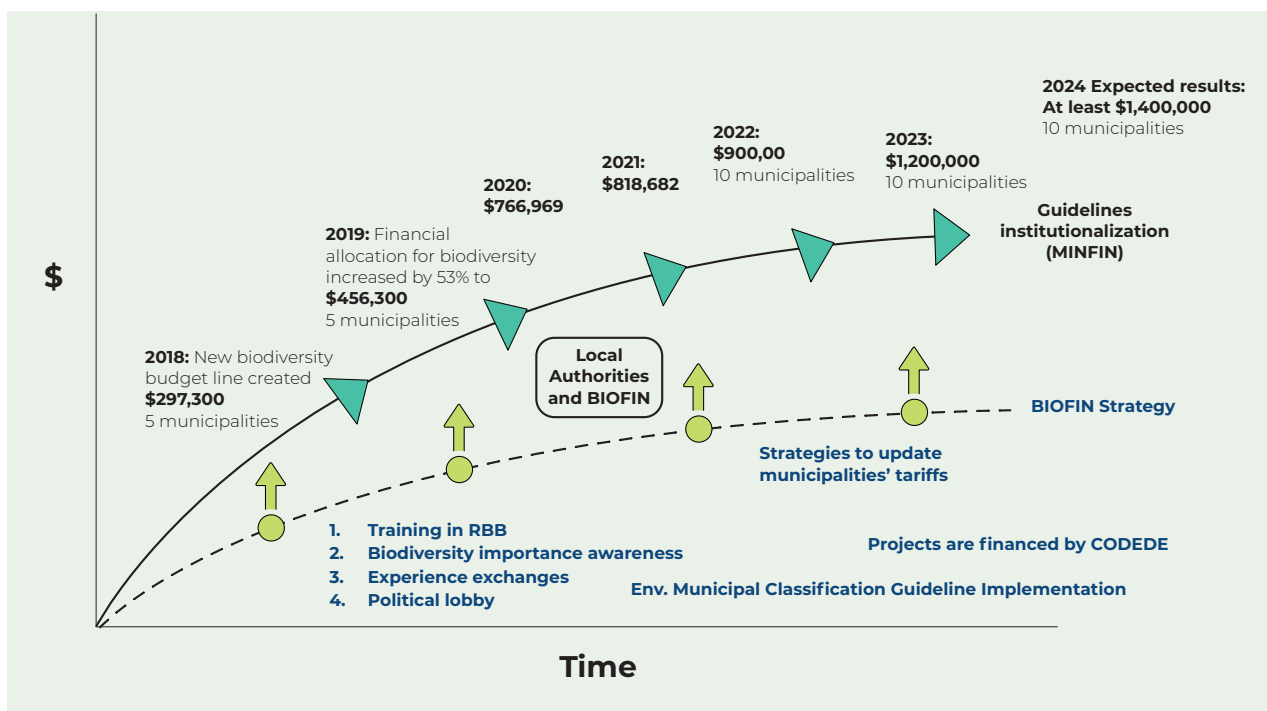 $
2018: New biodiversity
budget line created
$297,300
5 municipalities
2019: Financial
allocation for biodiversity
increased by 53% to
$456,300
5 municipalities
2020:
$766,969
2021:
$818,682
2022:
$900,00
10 municipalities
2023:
$1,200,000
10 municipalities
2024 Expected results:
At least $1,400,000
10 municipalities
Guidelines
institutionalization
(MINFIN)
Local
Authorities
and BIOFIN
BIOFIN Strategy
Strategies to update
municipalities’ tariffs
1. Training in RBB
2. Biodiversity importance awareness
3. Experience exchanges
4. Political lobby
Projects are financed by CODEDE
Env. Municipal Classification Guideline Implementation
Time